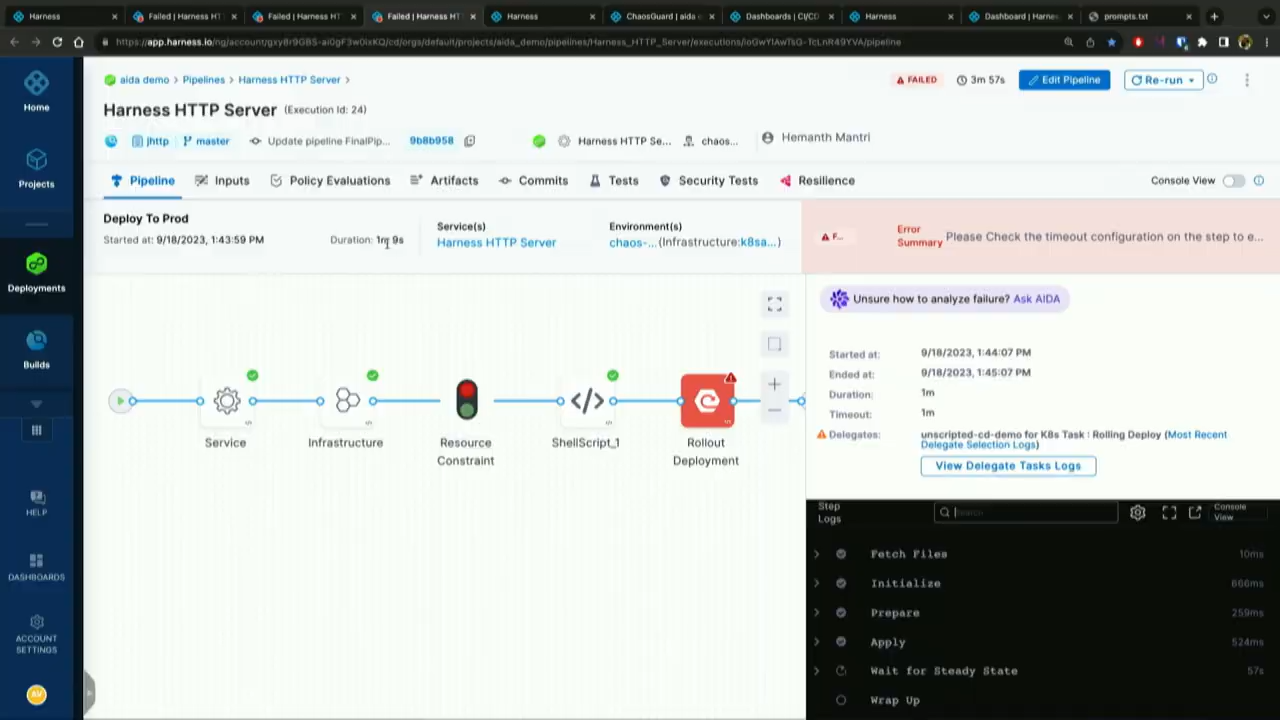 Harness
Failed | Harness HT
Failed | Harness HT
Failed | Harness HT
Harness
ChaosGuard | aida
Dashboards | CI/CD
Harness
Dashboard | Harne
prompts.txt
Home
Projects
Deployments
Builds
HELP
DASHBOARDS
ACCOUNT
SETTINGS
AV
aida demo > Pipelines > Harness HTTP Server >
FAILED
3m 57s
Edit Pipeline
Re-run
Harness HTTP Server (Execution Id: 24)
jhttp
master
Update pipeline FinalPip...
9b8b958
Harness HTTP Se...
chaos...
Hemanth Mantri
Pipeline
Inputs
Policy Evaluations
Artifacts
Commits
Tests
Security Tests
Resilience
Console View
Deploy To Prod
Started at: 9/18/2023, 1:43:59 PM
Duration: 1m 9s
Service(s)
Harness HTTP Server
Environment(s)
chaos-... (Infrastructure:k8sa...)
F...
Error
Summary
Please Check the timeout configuration on the step to e...
Service
Infrastructure
Resource
Constraint
ShellScript_1
Rollout
Deployment
Unsure how to analyze failure? Ask AIDA
Started at: 9/18/2023, 1:44:07 PM
Ended at: 9/18/2023, 1:45:07 PM
Duration: 1m
Timeout: 1m
Delegates: unscripted-cd-demo for K8s Task : Rolling Deploy (Most Recent
Delegate Selection Logs)
View Delegate Tasks Logs
Step
Logs
Search
Console
View
Fetch Files 10ms
Initialize 666ms
Prepare 259ms
Apply 524ms
Wait for Steady State 57s
Wrap Up